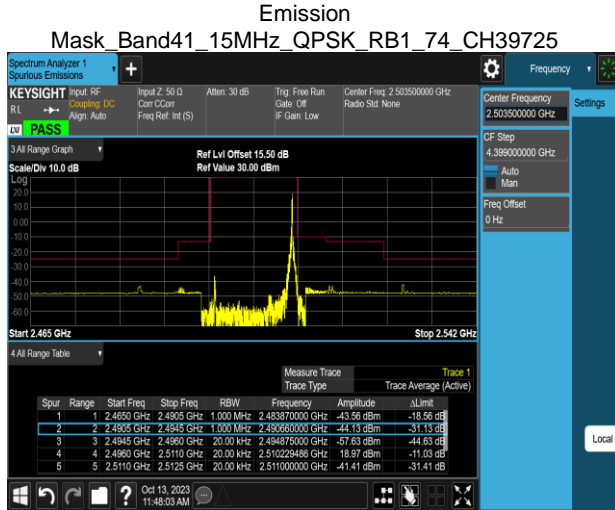 Emission
Mask_Band41_15MHz_QPSK_RB1_74_CH39725
Spectrum Analyzer 1
Spurious Emissions
+
Frequency
KEYSIGHT Input: RF Input Z: 50 Ω Atten: 30 dB Trig: Free Run Center Freq: 2.503500000 GHz
RL Coupling: DC Corr CCorr Gate: Off Radio Std: None
Align: Auto Freq Ref: Int (S) IF Gain: Low
LXI PASS
Center Frequency
2.503500000 GHz
Settings
CF Step
4.399000000 GHz
Auto
Man
Freq Offset
0 Hz
3 All Range Graph
Ref Lvl Offset 15.50 dB
Scale/Div 10.0 dB Ref Value 30.00 dBm
Log
20.0
10.0
0.00
-10.0
-20.0
-30.0
-40.0
-50.0
-60.0
Start 2.465 GHz Stop 2.542 GHz
4 All Range Table
Measure Trace Trace 1
Trace Type Trace Average (Active)
Spur Range Start Freq Stop Freq RBW Frequency Amplitude ΔLimit
1 1 2.4650 GHz 2.4905 GHz 1.000 MHz 2.483870000 GHz -43.56 dBm -18.56 dB
2 2 2.4905 GHz 2.4945 GHz 1.000 MHz 2.490660000 GHz -44.13 dBm -31.13 dB
3 3 2.4945 GHz 2.4960 GHz 20.00 kHz 2.494875000 GHz -57.63 dBm -44.63 dB
4 4 2.4960 GHz 2.5110 GHz 20.00 kHz 2.510229486 GHz 18.97 dBm -11.03 dB
5 5 2.5110 GHz 2.5125 GHz 20.00 kHz 2.511000000 GHz -41.41 dBm -31.41 dB
Local
?
Oct 13, 2023
11:48:03 AM